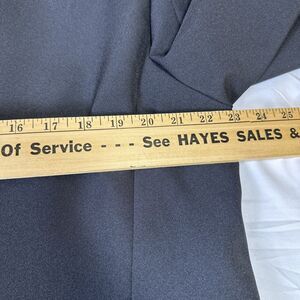 16 17 18 19 20 21 22 23 24 25
Of Service - - - See HAYES SALES &